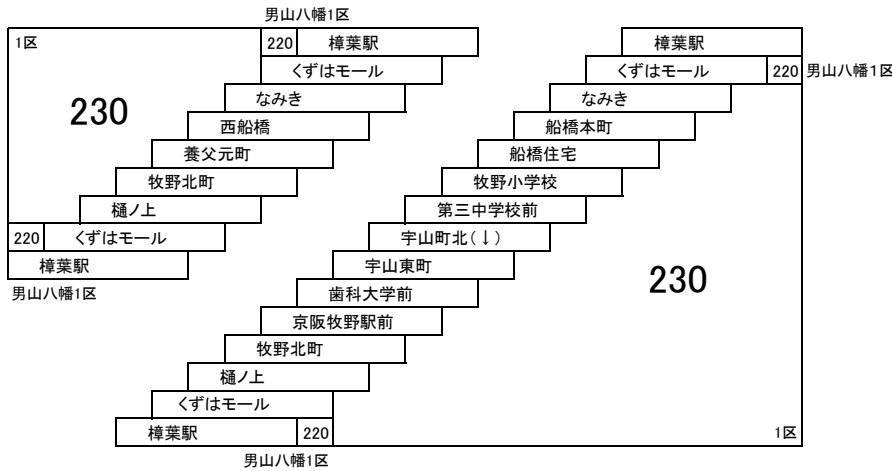 男山八幡1区
1区
220 樟葉駅
くずはモール
なみき
西船橋
養父元町
牧野北町
樋ノ上
220 くずはモール
樟葉駅
男山八幡1区
230
樟葉駅
くずはモール 220 男山八幡1区
なみき
船橋本町
船橋住宅
牧野小学校
第三中学校前
宇山町北(↓)
宇山東町
歯科大学前
京阪牧野駅前
牧野北町
樋ノ上
くずはモール
樟葉駅 220
男山八幡1区
230
1区